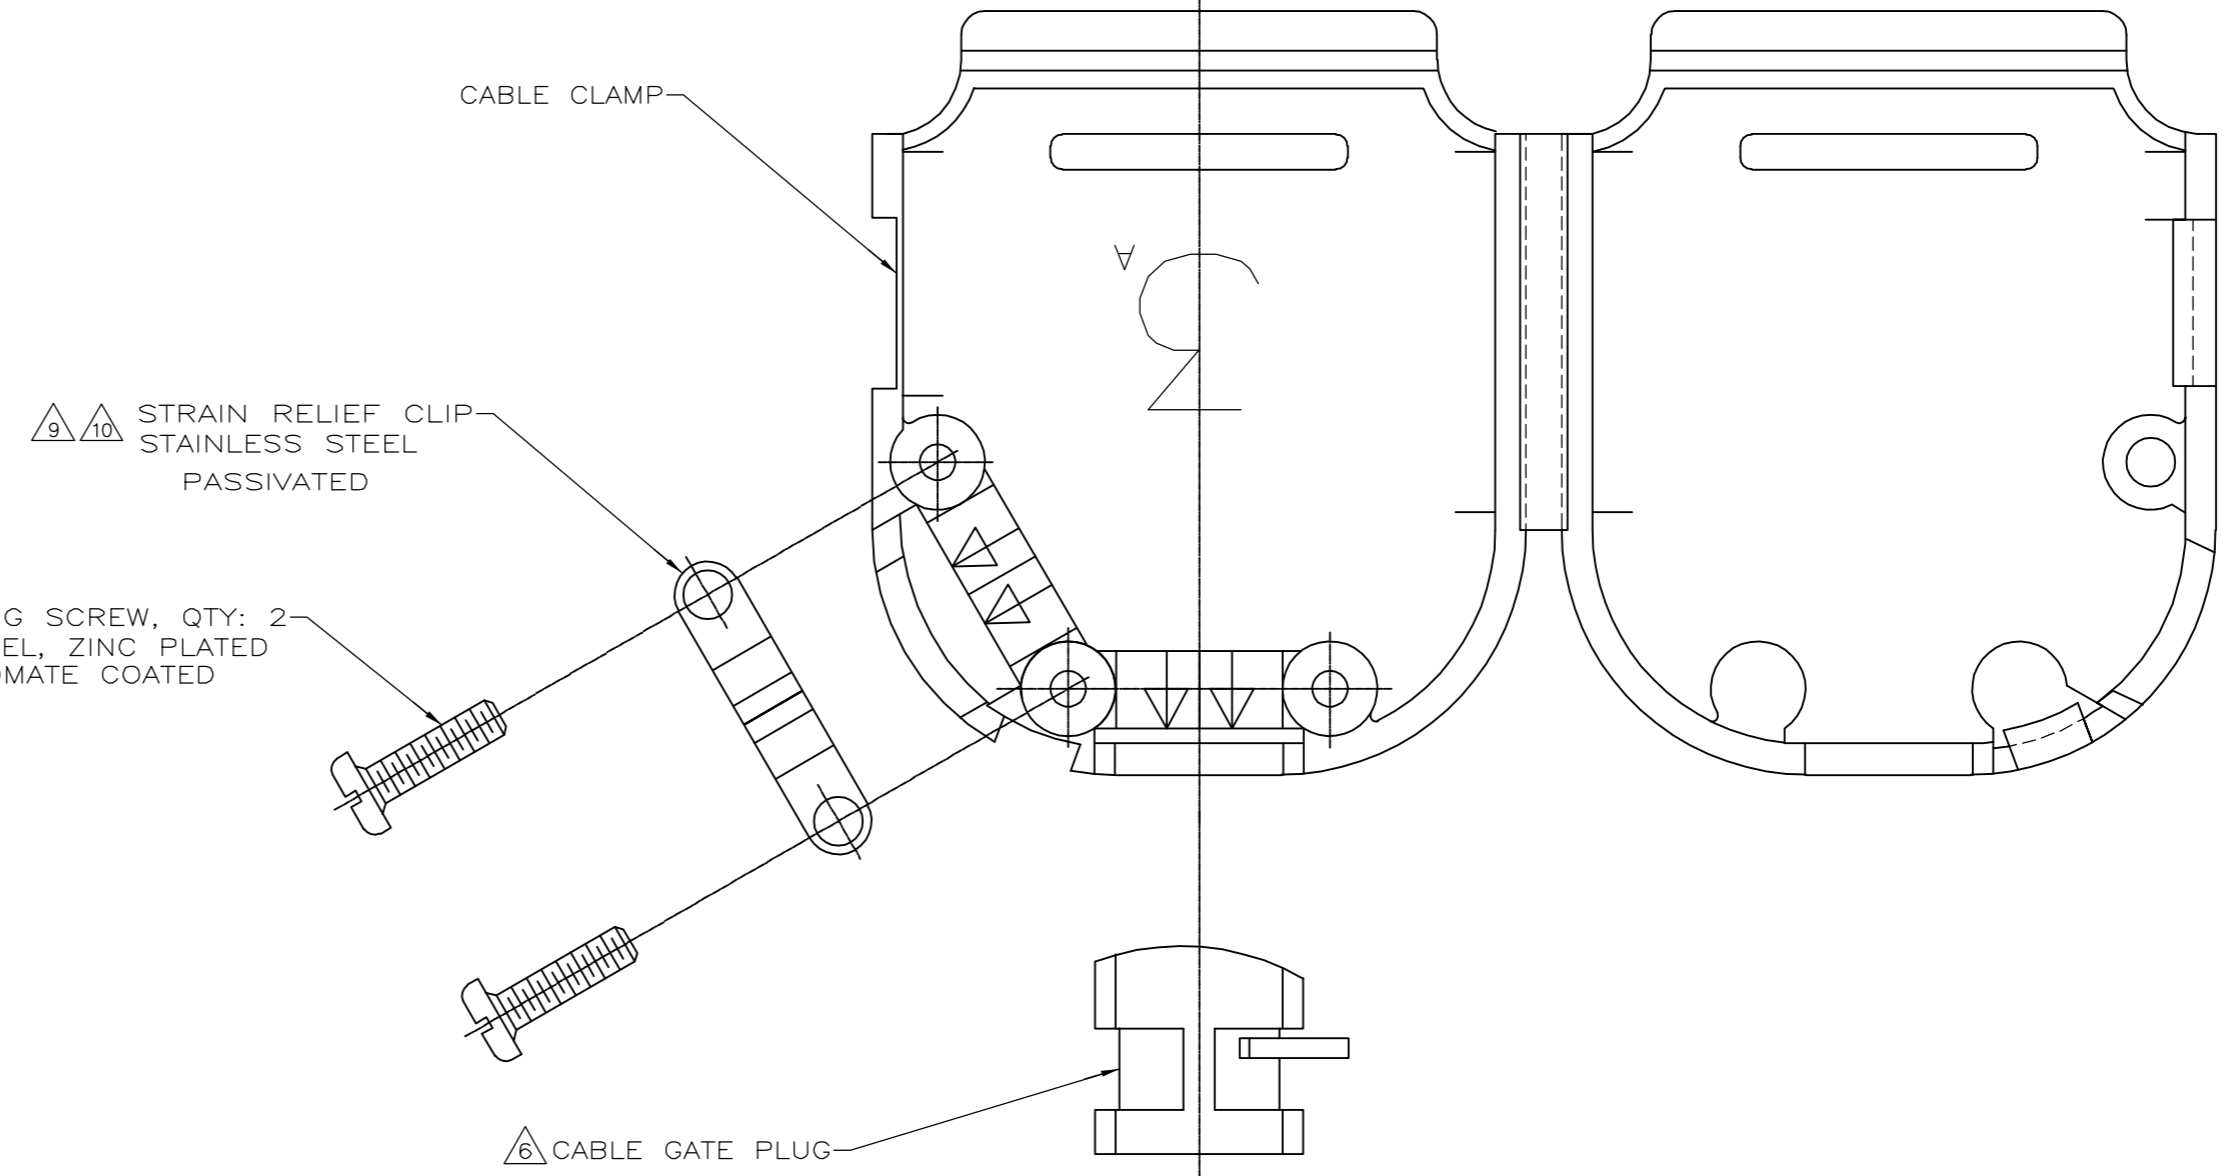 CABLE CLAMP
9 10 STRAIN RELIEF CLIP
STAINLESS STEEL
PASSIVATED
G SCREW, QTY: 2
EL, ZINC PLATED
OMATE COATED
A
6 CABLE GATE PLUG